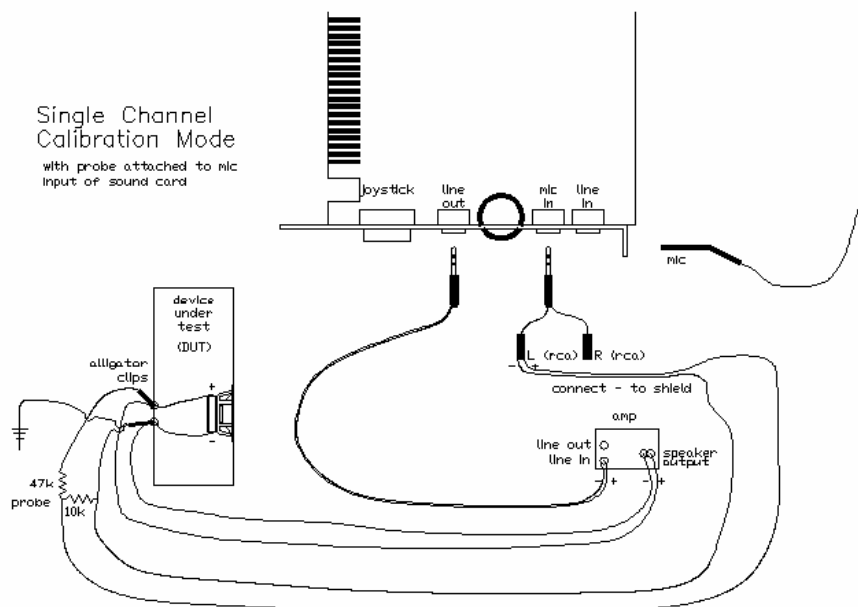 Single Channel
Calibration Mode
with probe attached to mic
input of sound card
joystick
line
out
mic
in
line
in
mic
device
under
test
(DUT)
alligator
clips
+
-
L (rca) R (rca)
- +
connect - to shield
amp
line out
line in
speaker
output
- + - +
47k
probe
10k